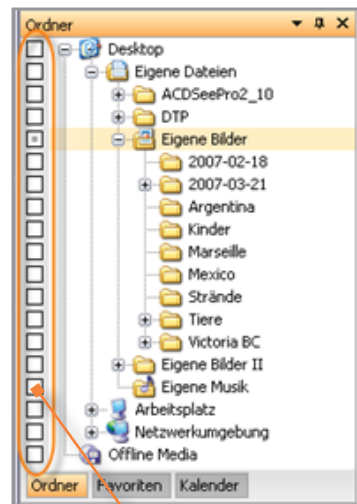 Ordner
Desktop
Eigene Dateien
ACDSeePro2_10
DTP
Eigene Bilder
2007-02-18
2007-03-21
Argentina
Kinder
Marseille
Mexico
Strände
Tiere
Victoria BC
Eigene Bilder II
Eigene Musik
Arbeitsplatz
Netzwerkumgebung
Offline Media
Ordner Favoriten Kalender